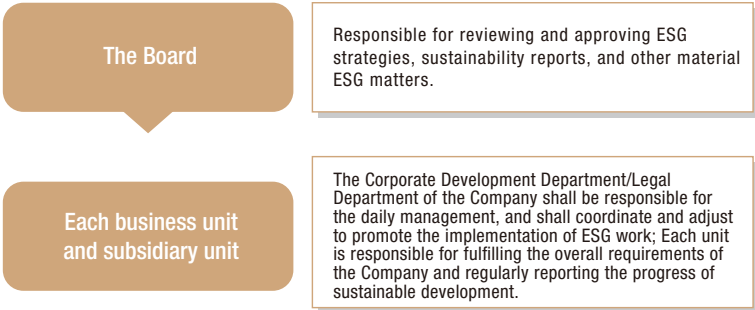 The Board
Responsible for reviewing and approving ESG
strategies, sustainability reports, and other material
ESG matters.
Each business unit
and subsidiary unit
The Corporate Development Department/Legal
Department of the Company shall be responsible for
the daily management, and shall coordinate and adjust
to promote the implementation of ESG work; Each unit
is responsible for fulfilling the overall requirements of
the Company and regularly reporting the progress of
sustainable development.